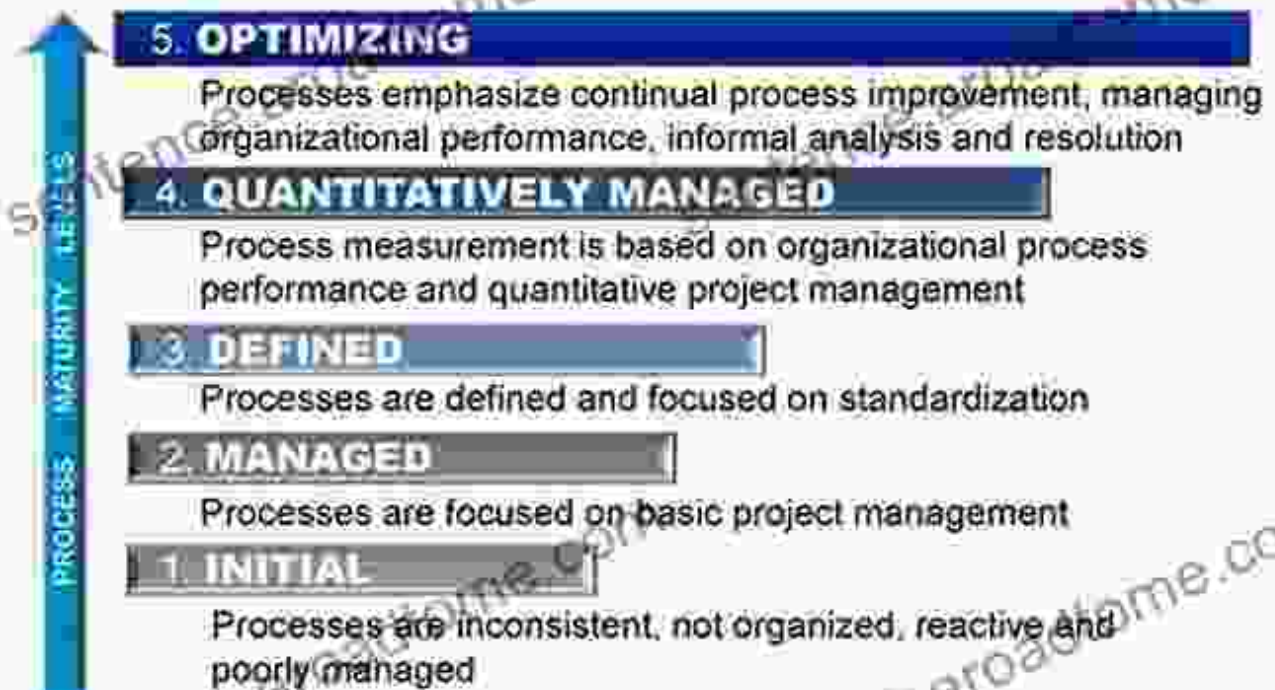 5. OPTIMIZING
Processes emphasize continual process improvement, managing
organizational performance, informal analysis and resolution
4. QUANTITATIVELY MANAGED
Process measurement is based on organizational process
performance and quantitative project management
3. DEFINED
Processes are defined and focused on standardization
2. MANAGED
Processes are focused on basic project management
1. INITIAL
Processes are inconsistent, not organized, reactive and
poorly managed
PROCESS MATURITY LEVELS